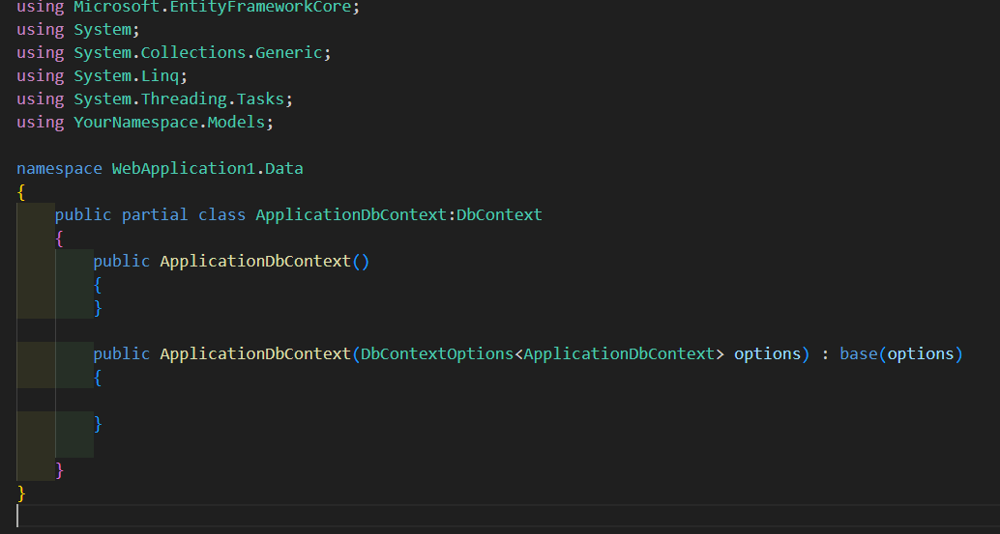 using Microsoft.EntityFrameworkCore;
using System;
using System.Collections.Generic;
using System.Linq;
using System.Threading.Tasks;
using YourNamespace.Models;
namespace WebApplication1.Data
{
public partial class ApplicationDbContext:DbContext
{
public ApplicationDbContext()
{
}
public ApplicationDbContext(DbContextOptions<ApplicationDbContext> options) : base(options)
{
}
}
}